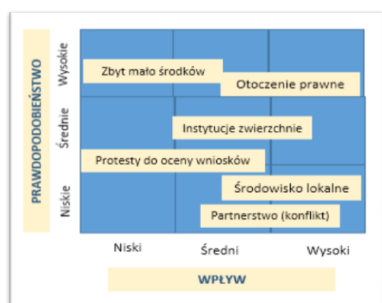 PRAWDOPODOBIEŃSTWO
Wysokie
Średnie
Niskie
Zbyt mało środków
Otoczenie prawne
Instytucje zwierzchnie
Protesty do oceny wniosków
Środowisko lokalne
Partnerstwo (konflikt)
Niski
Średni
Wysoki
WPŁYW